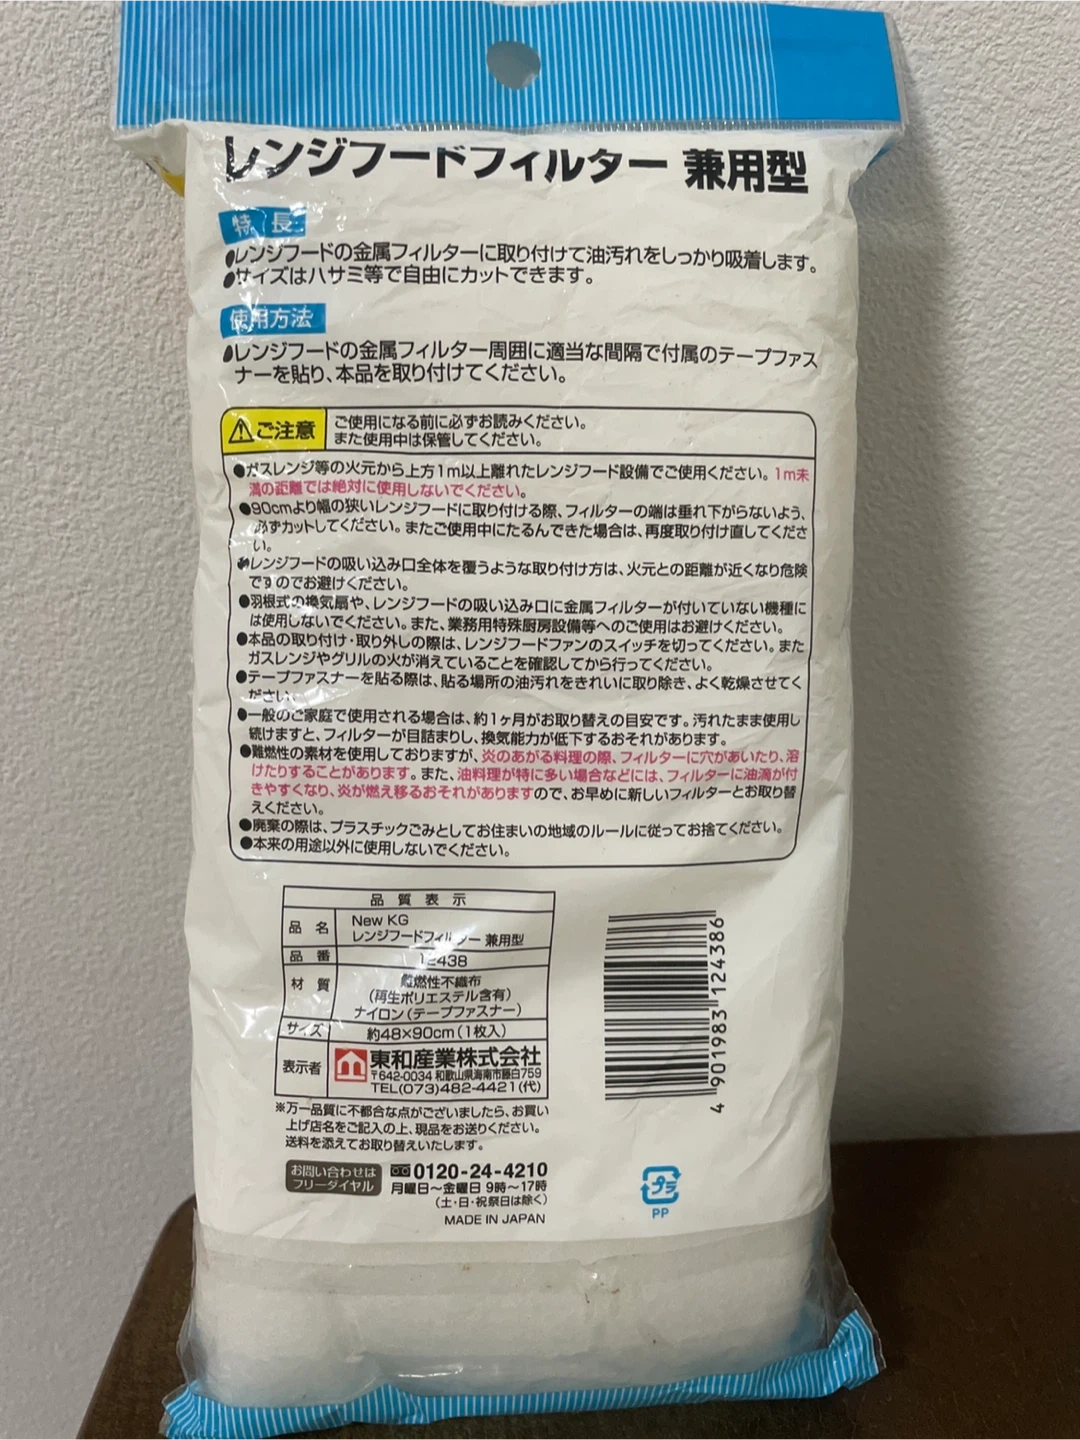 レンジフードフィルター 兼用型
特長
●レンジフードの金属フィルターに取り付けて油汚れをしっかり吸着します。
●サイズはハサミ等で自由にカットできます。
使用方法
●レンジフードの金属フィルター周囲に適当な間隔で付属のテープファス
ナーを貼り、本品を取り付けてください。
ご注意
ご使用になる前に必ずお読みください。
また使用中は保管してください。
●ガスレンジ等の火元から上方1m以上離れたレンジフード設備でご使用ください。1m未
満の距離では絶対に使用しないでください。
●90cmより幅の狭いレンジフードに取り付ける際、フィルターの端は垂れ下がらないよう、
必ずカットしてください。またご使用中にたるんできた場合は、再度取り付け直してくださ
い。
●レンジフードの吸い込み口全体を覆うような取り付け方は、火元との距離が近くなり危険
ですのでお避けください。
●羽根式の換気扇や、レンジフードの吸い込み口に金属フィルターが付いていない機種に
は使用しないでください。また、業務用特殊厨房設備等へのご使用はお避けください。
●本品の取り付け・取り外しの際は、レンジフードファンのスイッチを切ってください。また
ガスレンジやグリルの火が消えていることを確認してから行ってください。
●テープファスナーを貼る際は、貼る場所の油汚れをきれいに取り除き、よく乾燥させてく
ださい。
●一般のご家庭で使用される場合は、約1ヶ月がお取り替えの目安です。汚れたまま使用し
続けますと、フィルターが目詰まりし、換気能力が低下するおそれがあります。
●難燃性の素材を使用しておりますが、炎のあがる料理の際、フィルターに穴があいたり、溶
けたりすることがあります。また、油料理が特に多い場合などには、フィルターに油滴が付
きやすくなり、炎が燃え移るおそれがありますので、お早めに新しいフィルターとお取り替
えください。
●廃棄の際は、プラスチックごみとしてお住まいの地域のルールに従ってお捨てください。
●本来の用途以外に使用しないでください。
品質表示
品名 New KG
レンジフードフィルター 兼用型
品番 12438
材質 難燃性不織布
(再生ポリエステル含有)
ナイロン(テープファスナー)
サイズ 約48×90cm(1枚入)
表示者 東和産業株式会社
〒642-0034 和歌山県海南市藤白759
TEL(073)482-4421(代)
※万一品質に不都合な点がございましたら、お買い
上げ店名をご記入の上、現品をお送りください。
送料を添えてお取り替えいたします。
お問い合わせは
フリーダイヤル
0120-24-4210
月曜日〜金曜日 9時〜17時
(土・日・祝祭日は除く)
MADE IN JAPAN
4 901983 124386
プラ
PP